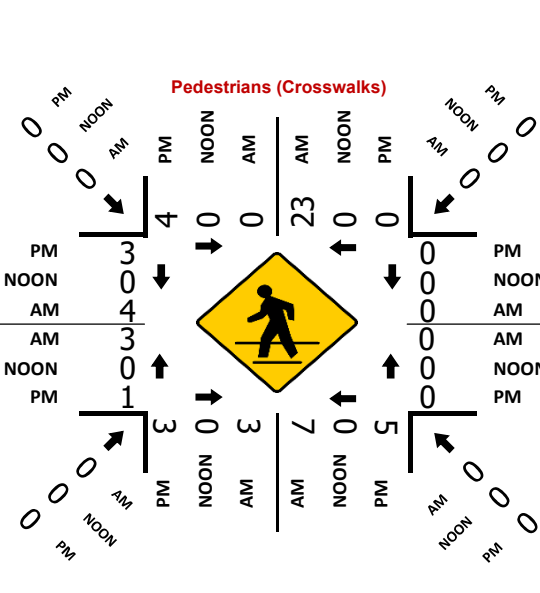 Pedestrians (Crosswalks)
PM NOON AM
0 0 0
PM NOON AM AM NOON PM
4 0 0 23 0 0
PM NOON AM
0 0 0
PM 3 0 PM
NOON 0 0 NOON
AM 4 0 AM
AM 3 0 AM
NOON 0 0 NOON
PM 1 0 PM
3 0 3 7 0 5
PM NOON AM AM NOON PM
0 0 0
AM NOON PM
0 0 0
AM NOON PM